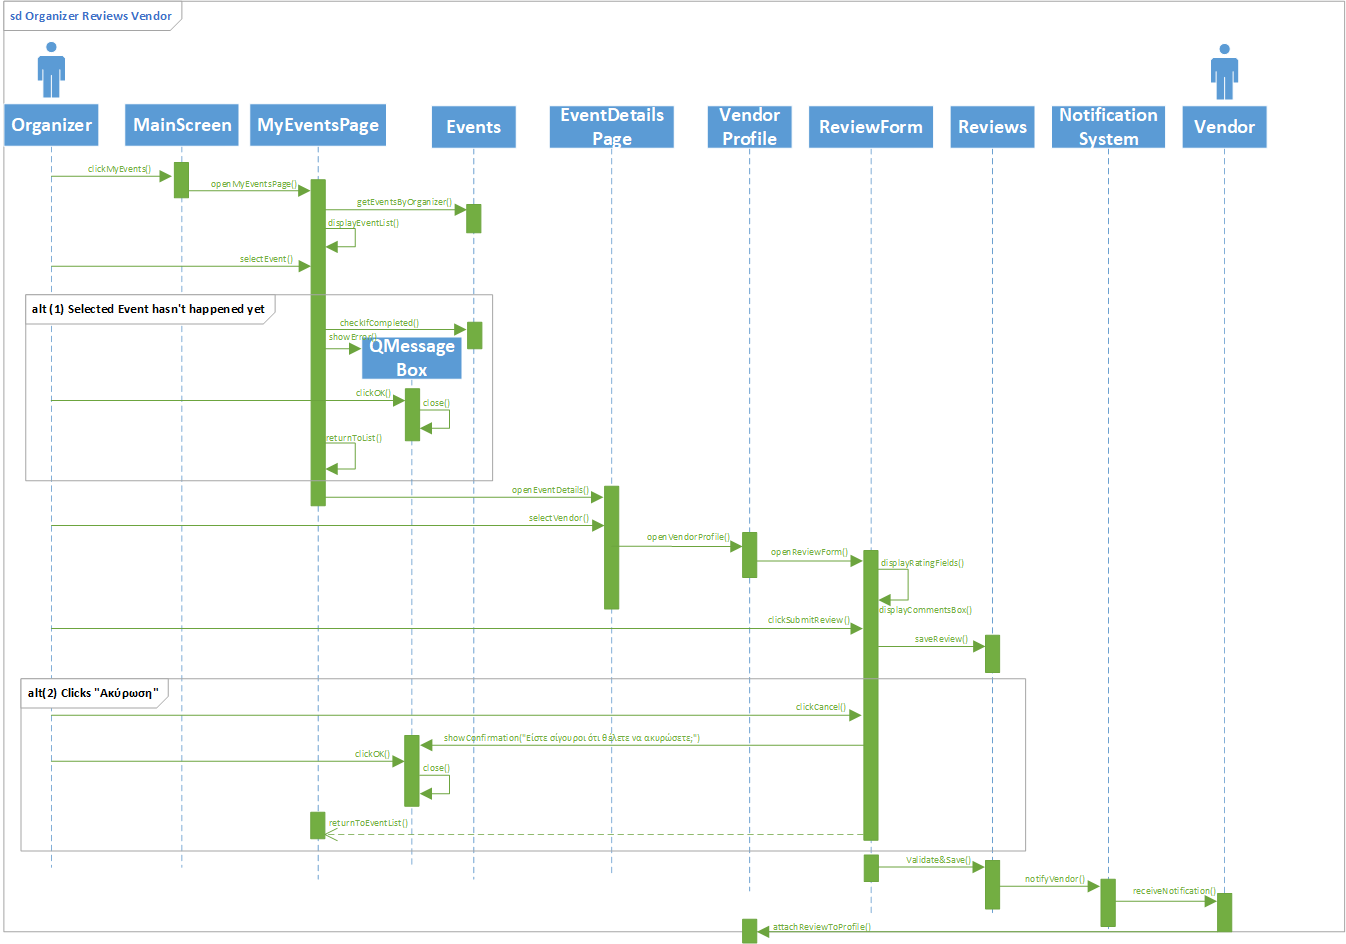 sd Organizer Reviews Vendor
Organizer
MainScreen
MyEventsPage
Events
EventDetails
Page
Vendor
Profile
ReviewForm
Reviews
Notification
System
Vendor
clickMyEvents()
openMyEventsPage()
getEventsByOrganizer()
displayEventList()
selectEvent()
alt (1) Selected Event hasn't happened yet
checkIfCompleted()
showError()
QMessage
Box
clickOK()
close()
returnToList()
openEventDetails()
selectVendor()
openVendorProfile()
openReviewForm()
displayRatingFields()
displayCommentsBox()
clickSubmitReview()
saveReview()
alt(2) Clicks "Ακύρωση"
clickCancel()
showConfirmation("Είστε σίγουροι ότι θέλετε να ακυρώσετε;")
clickOK()
close()
returnToEventList()
Validate&Save()
notifyVendor()
receiveNotification()
attachReviewToProfile()